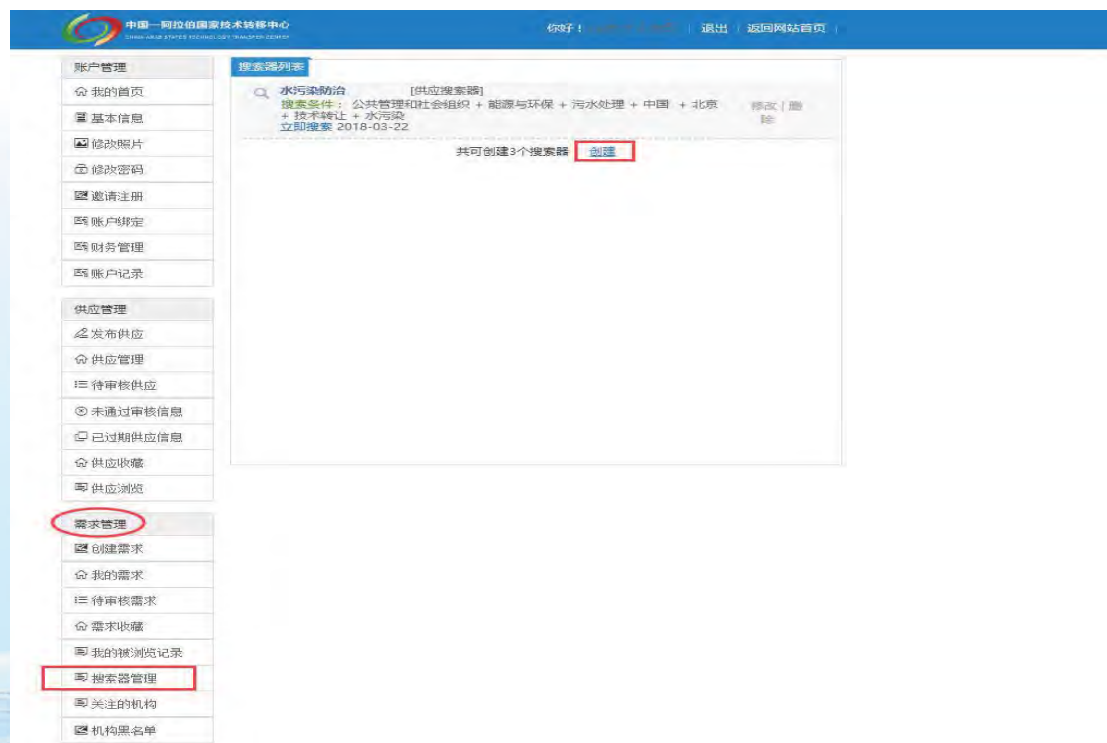 中国—阿拉伯国家技术转移中心
CHINA-ARAB STATES TECHNOLOGY TRANSFER CENTER
你好！
退出
返回网站首页
账户管理
我的首页
基本信息
修改照片
修改密码
邀请注册
账户绑定
财务管理
账户记录
供应管理
发布供应
供应管理
待审核供应
未通过审核信息
已过期供应信息
供应收藏
供应浏览
需求管理
创建需求
我的需求
待审核需求
需求收藏
我的被浏览记录
搜索器管理
关注的机构
机构黑名单
搜索器列表
水污染防治 [供应搜索器]
搜索条件： 公共管理和社会组织 + 能源与环保 + 污水处理 + 中国 + 北京
+ 技术转让 + 水污染
立即搜索 2018-03-22
修改 | 删
除
共可创建3个搜索器 创建